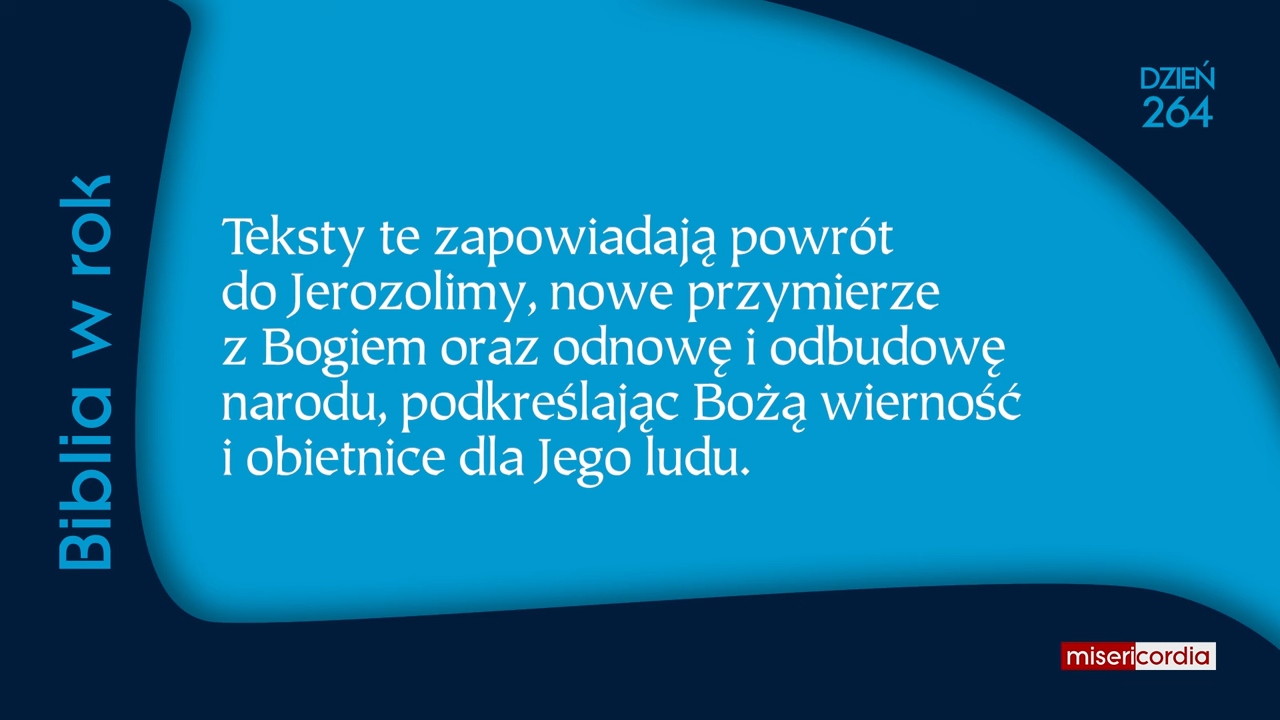 DZIEŃ
264
Biblia w rok
Teksty te zapowiadają powrót
do Jerozolimy, nowe przymierze
z Bogiem oraz odnowę i odbudowę
narodu, podkreślając Bożą wierność
i obietnice dla Jego ludu.
misericordia